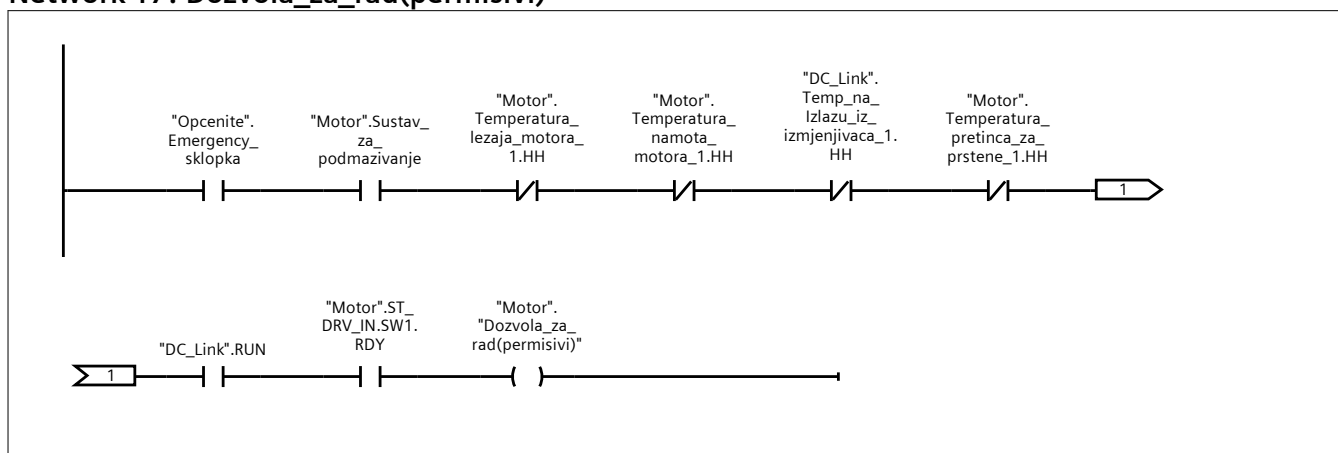 Network 17: Dozvola_za_rad(permisivi)
"Opcenite".
Emergency_
sklopka
"Motor".Sustav_
za_
podmazivanje
"Motor".
Temperatura_
lezaja_motora_
1.HH
"Motor".
Temperatura_
namota_
motora_1.HH
"DC_Link".
Temp_na_
Izlazu_iz_
izmjenjivaca_1.
HH
"Motor".
Temperatura_
pretinca_za_
prstene_1.HH
1
1
"DC_Link".RUN
"Motor".ST_
DRV_IN.SW1.
RDY
"Motor".
"Dozvola_za_
rad(permisivi)"